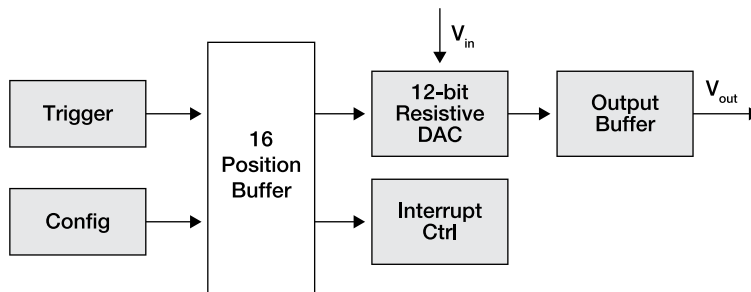 Trigger
Config
16
Position
Buffer
V_in
12-bit
Resistive
DAC
Interrupt
Ctrl
Output
Buffer
V_out